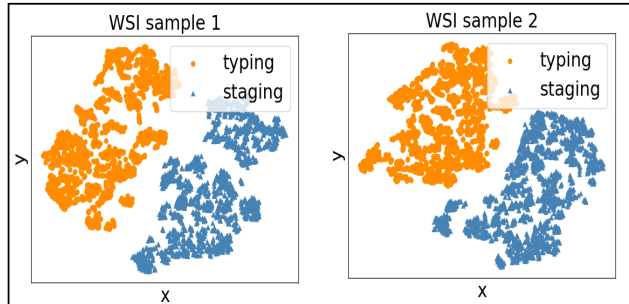 WSI sample 1
typing
staging
y
x
WSI sample 2
typing
staging
y
x